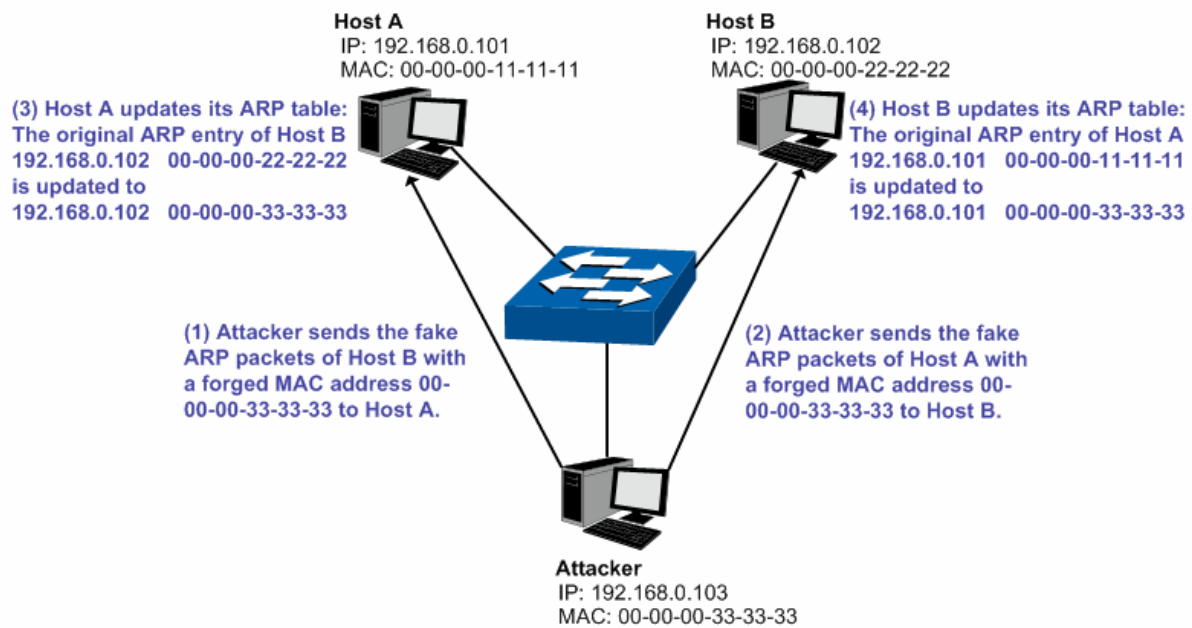 Host A
IP: 192.168.0.101
MAC: 00-00-00-11-11-11
Host B
IP: 192.168.0.102
MAC: 00-00-00-22-22-22
(3) Host A updates its ARP table:
The original ARP entry of Host B
192.168.0.102 00-00-00-22-22-22
is updated to
192.168.0.102 00-00-00-33-33-33
(4) Host B updates its ARP table:
The original ARP entry of Host A
192.168.0.101 00-00-00-11-11-11
is updated to
192.168.0.101 00-00-00-33-33-33
(1) Attacker sends the fake
ARP packets of Host B with
a forged MAC address 00-
00-00-33-33-33 to Host A.
(2) Attacker sends the fake
ARP packets of Host A with
a forged MAC address 00-
00-00-33-33-33 to Host B.
Attacker
IP: 192.168.0.103
MAC: 00-00-00-33-33-33